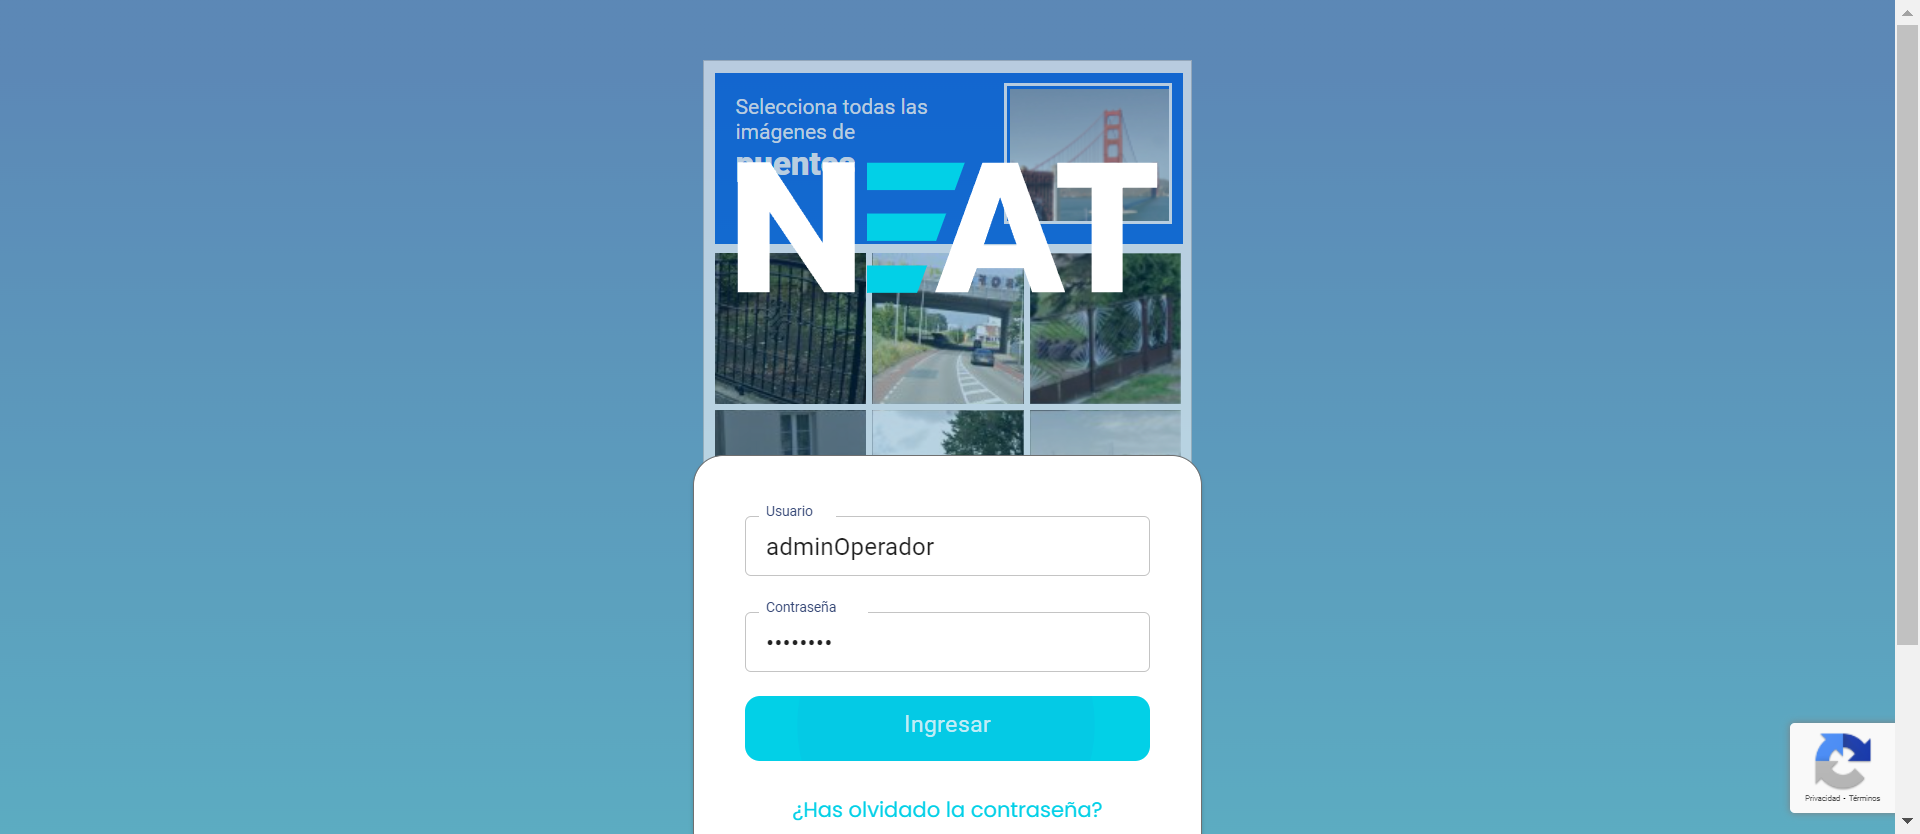 Selecciona todas las
imágenes de
puentes
NEAT
Usuario
adminOperador
Contraseña
••••••••
Ingresar
¿Has olvidado la contraseña?
Privacidad - Términos